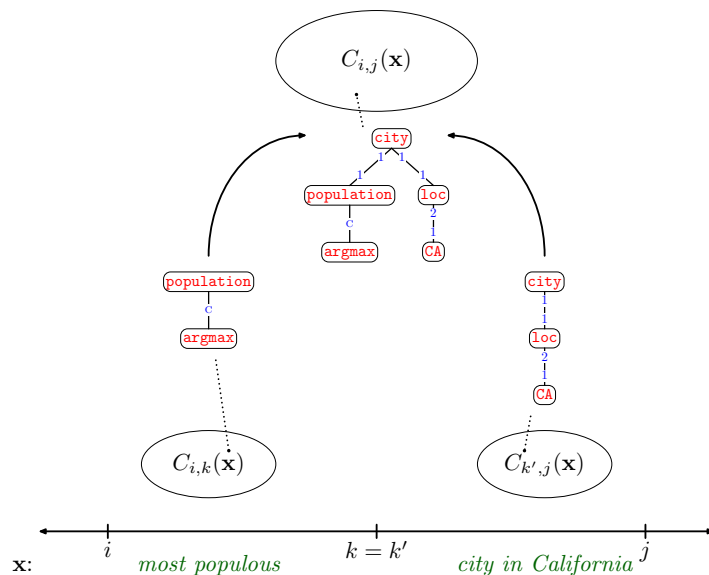 C_{i,j}(x)
city
1 1
1 1
population loc
c 2
1
argmax CA
population city
c 1
1
argmax loc
2
1
CA
C_{i,k}(x) C_{k',j}(x)
i k = k' j
x: most populous city in California